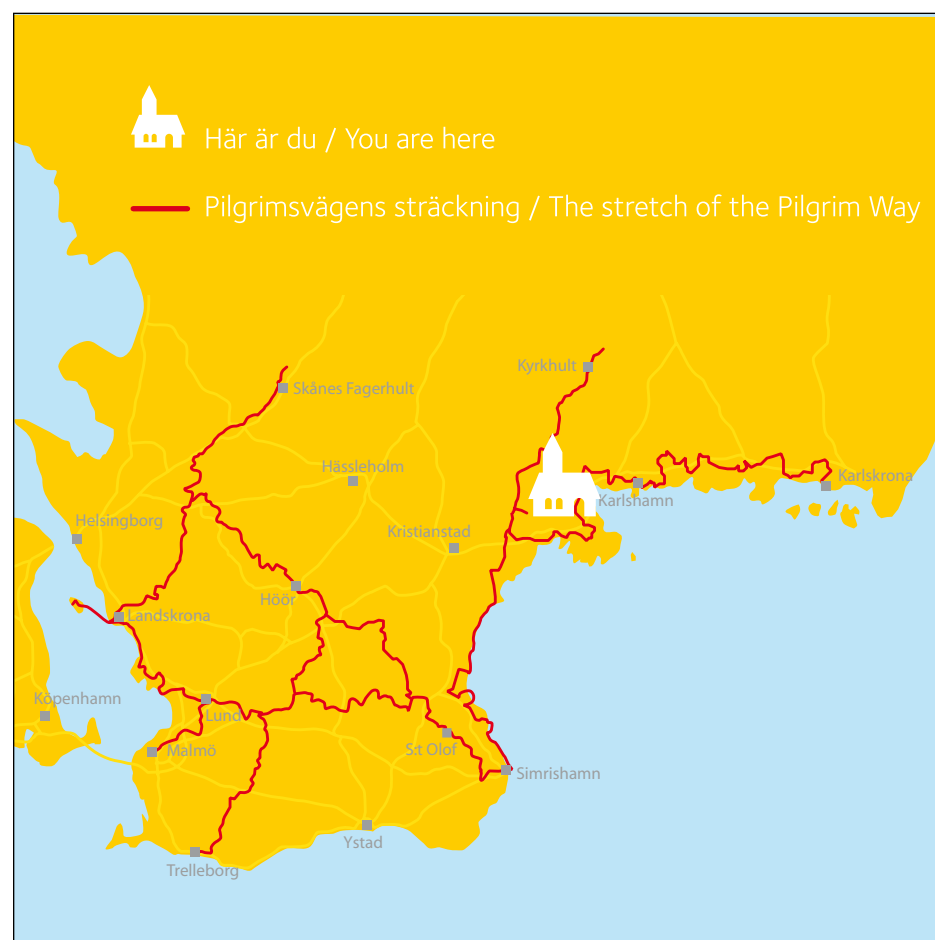 Här är du / You are here
Pilgrimsvägens sträckning / The stretch of the Pilgrim Way
Kyrkhult
Skånes Fagerhult
Hässleholm
Karlskrona
Karlshamn
Helsingborg
Kristianstad
Höör
Landskrona
Köpenhamn
Lund
Malmö
S:t Olof
Simrishamn
Ystad
Trelleborg